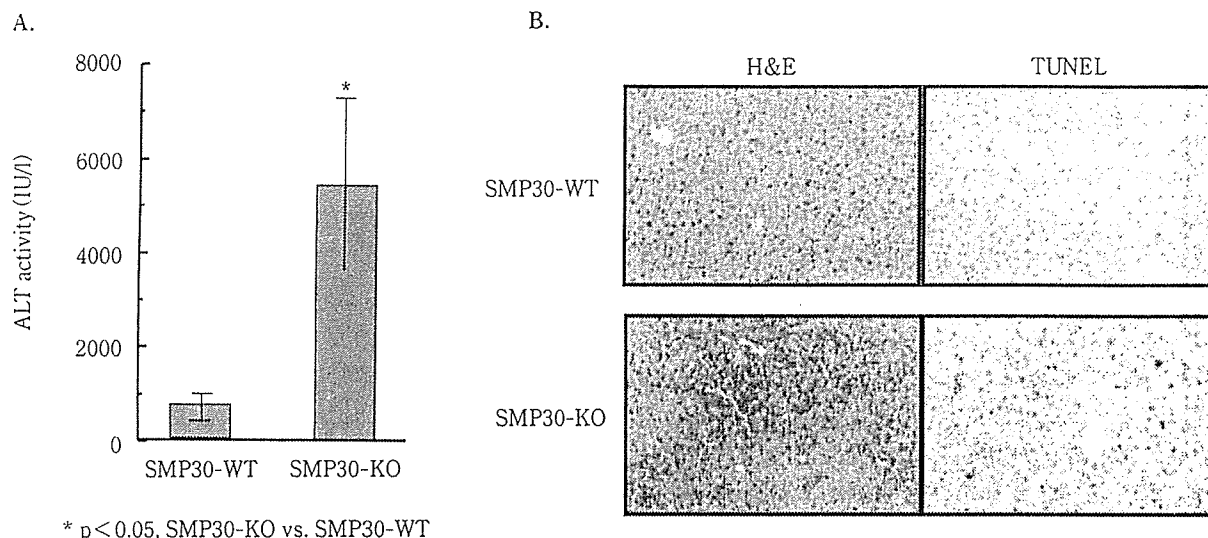 A.
ALT activity (IU/l)
8000
6000
4000
2000
0
*
SMP30-WT SMP30-KO
* p<0.05, SMP30-KO vs. SMP30-WT
B.
H&E TUNEL
SMP30-WT
SMP30-KO